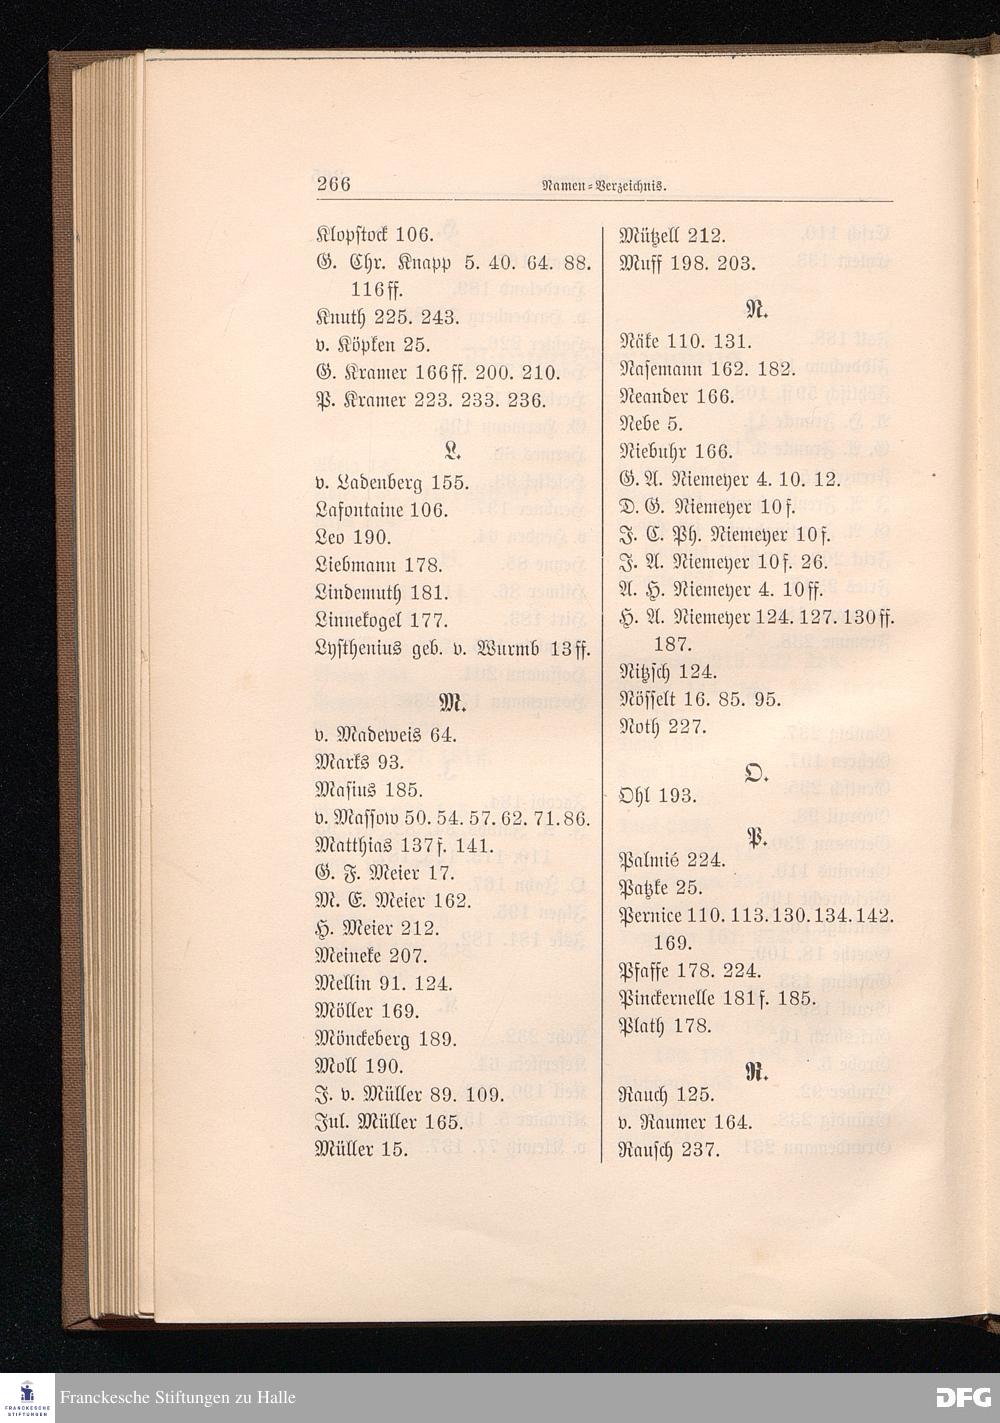 266
Namen-Verzeichnis.
Klopstock 106.
G. Chr. Knapp 5. 40. 64. 88.
116ff.
Knuth 225. 243.
v. Köpken 25.
G. Kramer 166ff. 200. 210.
P. Kramer 223. 233. 236.
L.
v. Ladenberg 155.
Lafontaine 106.
Leo 190.
Liebmann 178.
Lindemuth 181.
Linnekogel 177.
Lysthenius geb. v. Wurmb 13ff.
M.
v. Madeweis 64.
Marks 93.
Masius 185.
v. Massow 50. 54. 57. 62. 71. 86.
Matthias 137f. 141.
G. F. Meier 17.
M. E. Meier 162.
H. Meier 212.
Meineke 207.
Mellin 91. 124.
Möller 169.
Mönckeberg 189.
Moll 190.
J. v. Müller 89. 109.
Jul. Müller 165.
Müller 15.
Mützell 212.
Muff 198. 203.
N.
Näke 110. 131.
Nasemann 162. 182.
Neander 166.
Nebe 5.
Niebuhr 166.
G. A. Niemeyer 4. 10. 12.
D. G. Niemeyer 10f.
J. C. Ph. Niemeyer 10f.
J. A. Niemeyer 10f. 26.
A. H. Niemeyer 4. 10ff.
H. A. Niemeyer 124. 127. 130ff.
187.
Nitzsch 124.
Nösselt 16. 85. 95.
Noth 227.
O.
Ohl 193.
P.
Palmié 224.
Patzke 25.
Pernice 110. 113. 130. 134. 142.
169.
Pfaffe 178. 224.
Pinckernelle 181f. 185.
Plath 178.
R.
Rauch 125.
v. Raumer 164.
Rausch 237.
FRANCKESCHE
STIFTUNGEN
Franckesche Stiftungen zu Halle
DFG